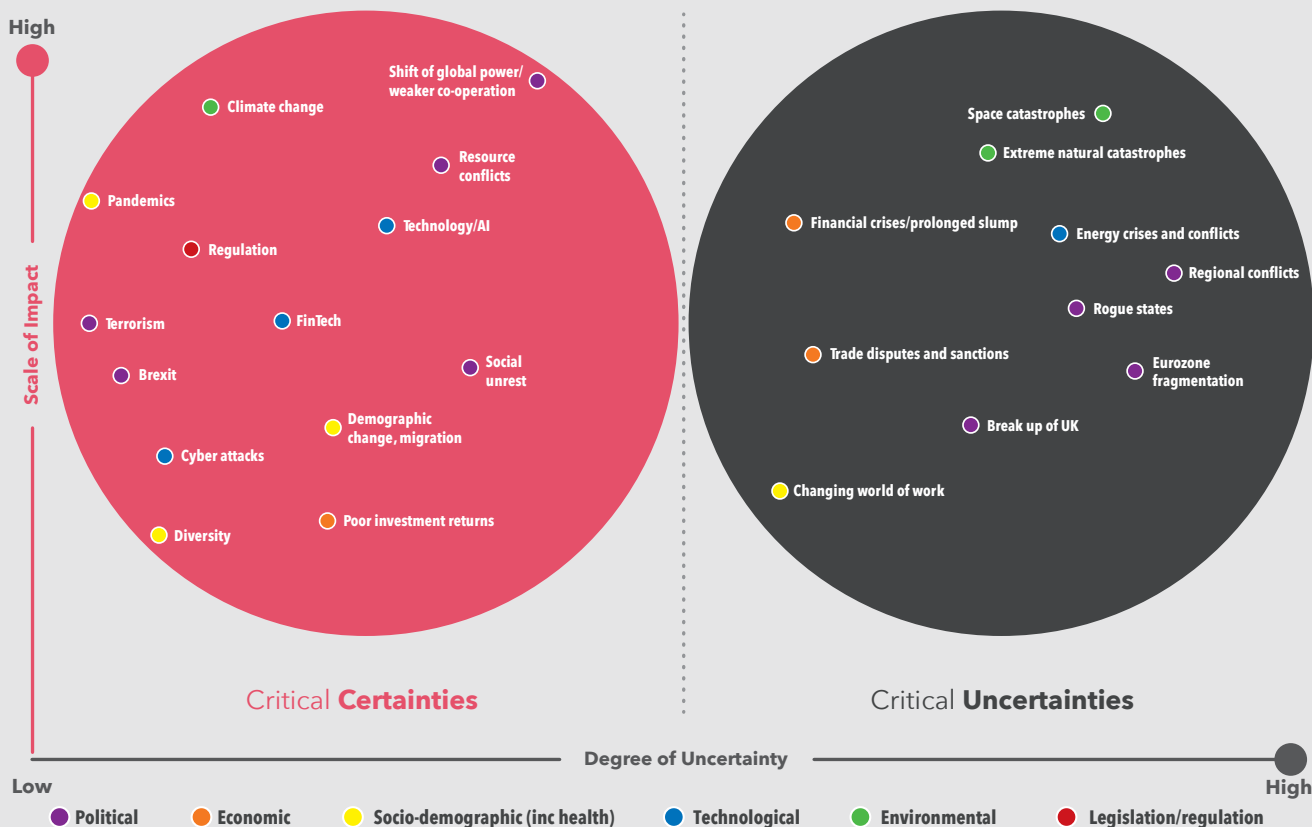 High
Scale of Impact
Shift of global power/
weaker co-operation
Climate change
Resource
conflicts
Pandemics
Technology/AI
Regulation
Terrorism
FinTech
Brexit
Social
unrest
Demographic
change, migration
Cyber attacks
Poor investment returns
Diversity
Critical Certainties
Space catastrophes
Extreme natural catastrophes
Financial crises/prolonged slump
Energy crises and conflicts
Regional conflicts
Rogue states
Trade disputes and sanctions
Eurozone
fragmentation
Break up of UK
Changing world of work
Critical Uncertainties
Degree of Uncertainty
Low
High
Political
Economic
Socio-demographic (inc health)
Technological
Environmental
Legislation/regulation